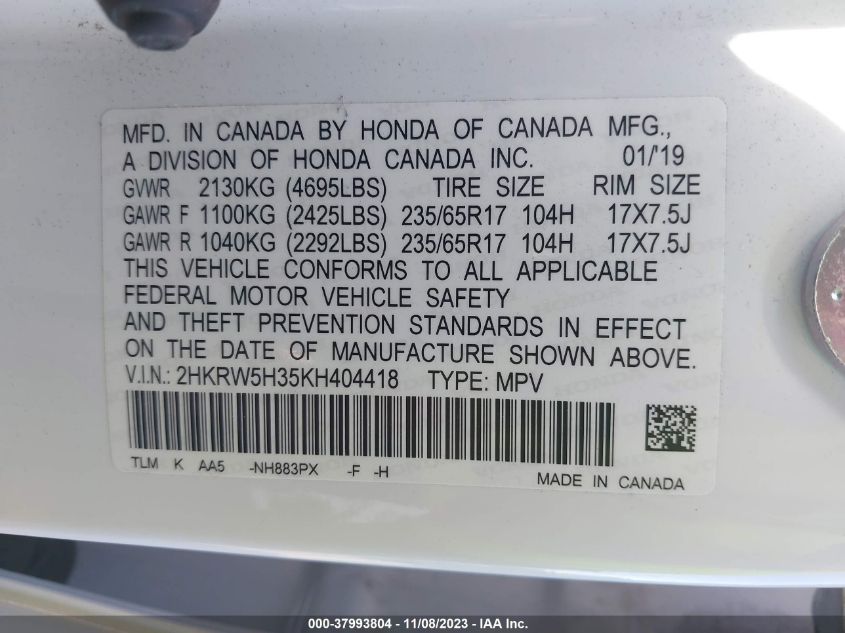 MFD. IN CANADA BY HONDA OF CANADA MFG.,
A DIVISION OF HONDA CANADA INC. 01/'19
GVWR 2130KG (4695LBS) TIRE SIZE RIM SIZE
GAWR F 1100KG (2425LBS) 235/65R17 104H 17X7.5J
GAWR R 1040KG (2292LBS) 235/65R17 104H 17X7.5J
THIS VEHICLE CONFORMS TO ALL APPLICABLE
FEDERAL MOTOR VEHICLE SAFETY
AND THEFT PREVENTION STANDARDS IN EFFECT
ON THE DATE OF MANUFACTURE SHOWN ABOVE.
V.I.N.: 2HKRW5H35KH404418 TYPE: MPV
TLM K AA5 -NH883PX -F -H
MADE IN CANADA
000-37993804 - 11/08/2023 - IAA Inc.